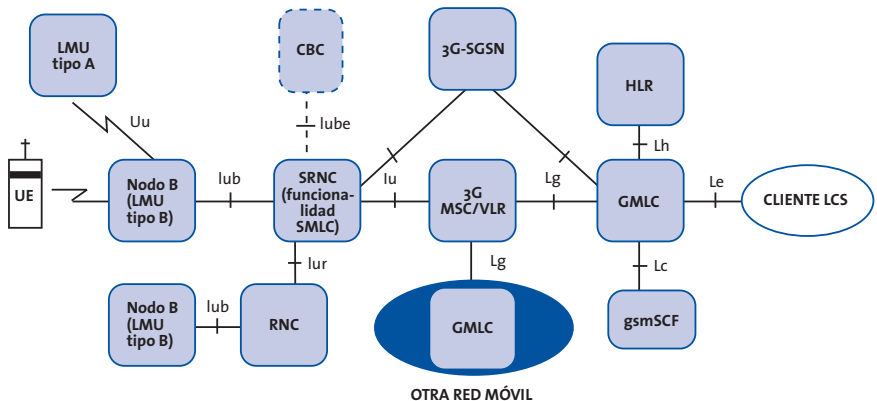 LMU
tipo A
CBC
3G-SGSN
HLR
Uu
Iube
Lh
UE
Nodo B
(LMU
tipo B)
Iub
SRNC
(funciona-
lidad
SMLC)
Iu
3G
MSC/VLR
Lg
GMLC
Le
CLIENTE LCS
Iur
Lg
Lc
Nodo B
(LMU
tipo B)
Iub
RNC
GMLC
gsmSCF
OTRA RED MÓVIL